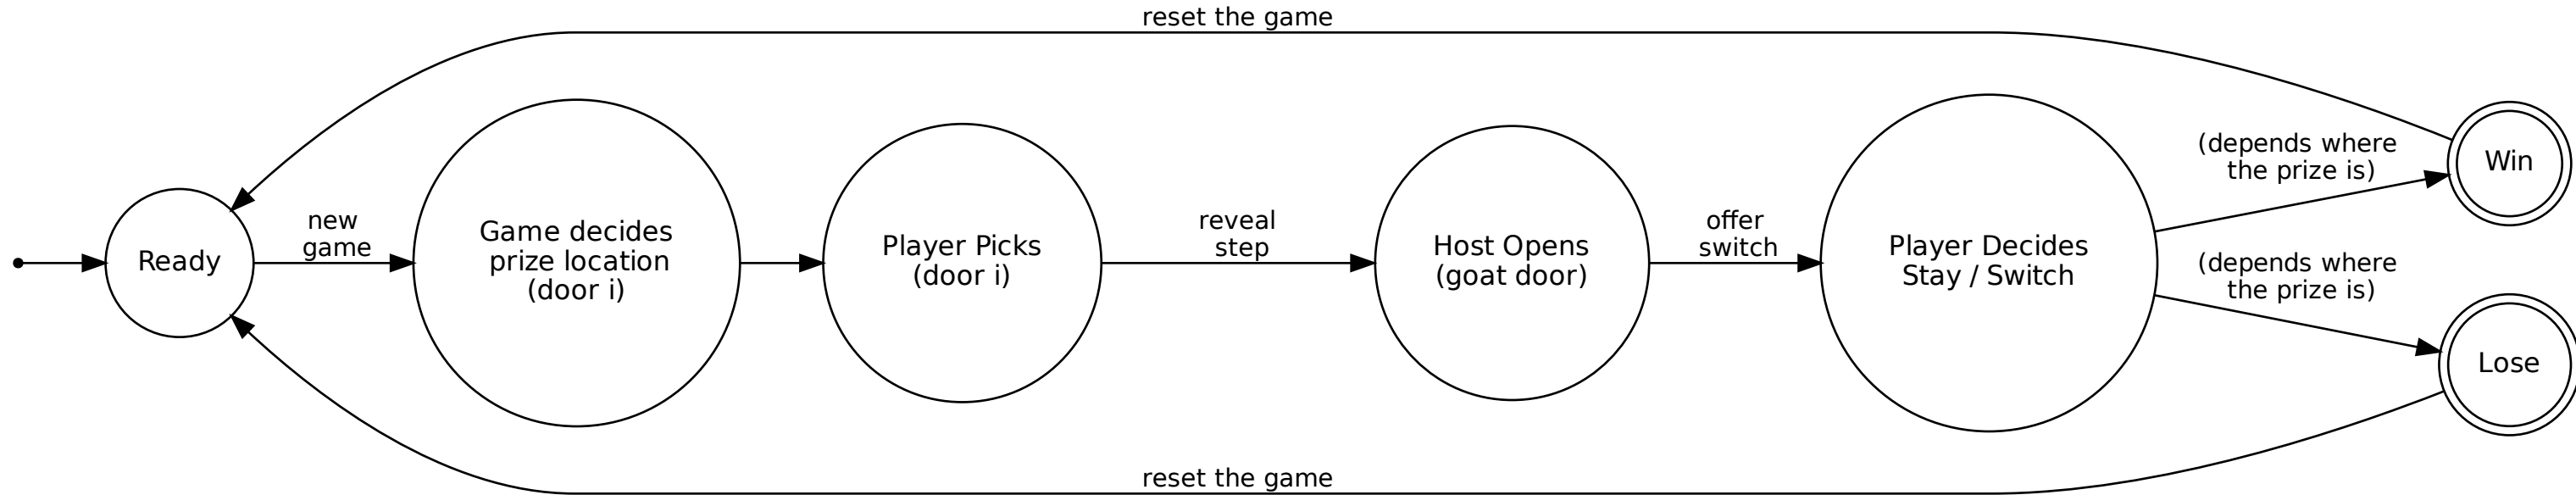 reset the game
new
game
Ready
Game decides
prize location
(door i)
Player Picks
(door i)
reveal
step
Host Opens
(goat door)
offer
switch
Player Decides
Stay / Switch
(depends where
the prize is)
Win
(depends where
the prize is)
Lose
reset the game